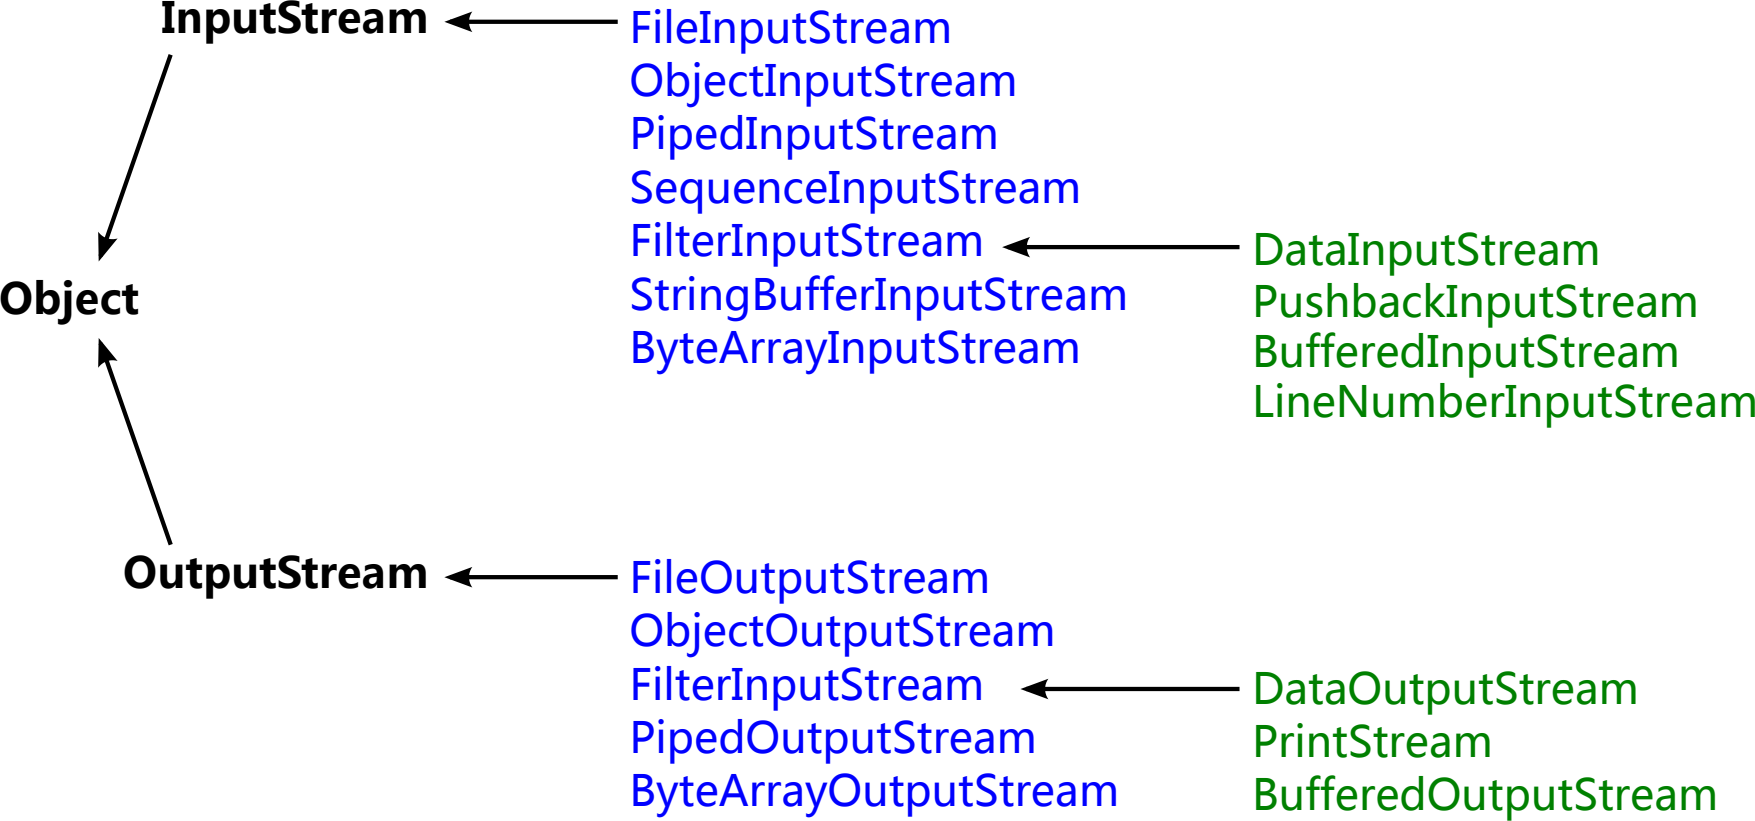 InputStream
FileInputStream
ObjectInputStream
PipedInputStream
SequenceInputStream
FilterInputStream
StringBufferInputStream
ByteArrayInputStream
DataInputStream
PushbackInputStream
BufferedInputStream
LineNumberInputStream
Object
OutputStream
FileOutputStream
ObjectOutputStream
FilterInputStream
PipedOutputStream
ByteArrayOutputStream
DataOutputStream
PrintStream
BufferedOutputStream